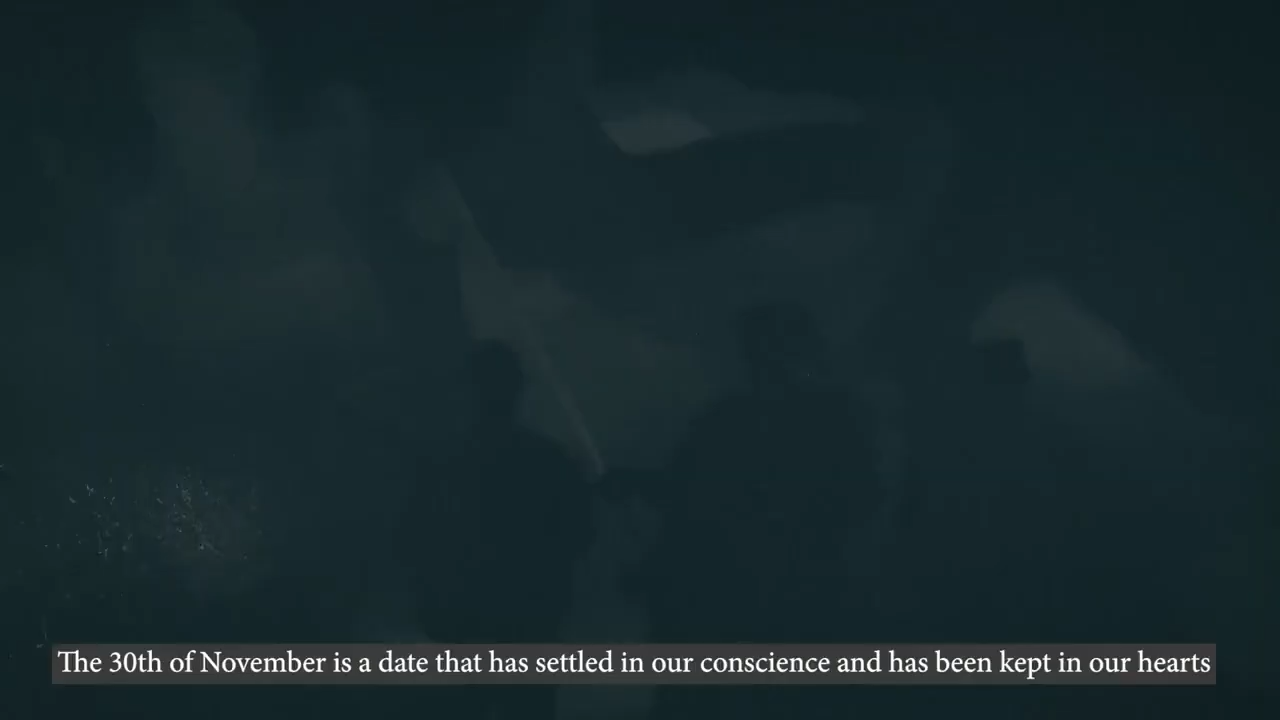 The 30th of November is a date that has settled in our conscience and has been kept in our hearts